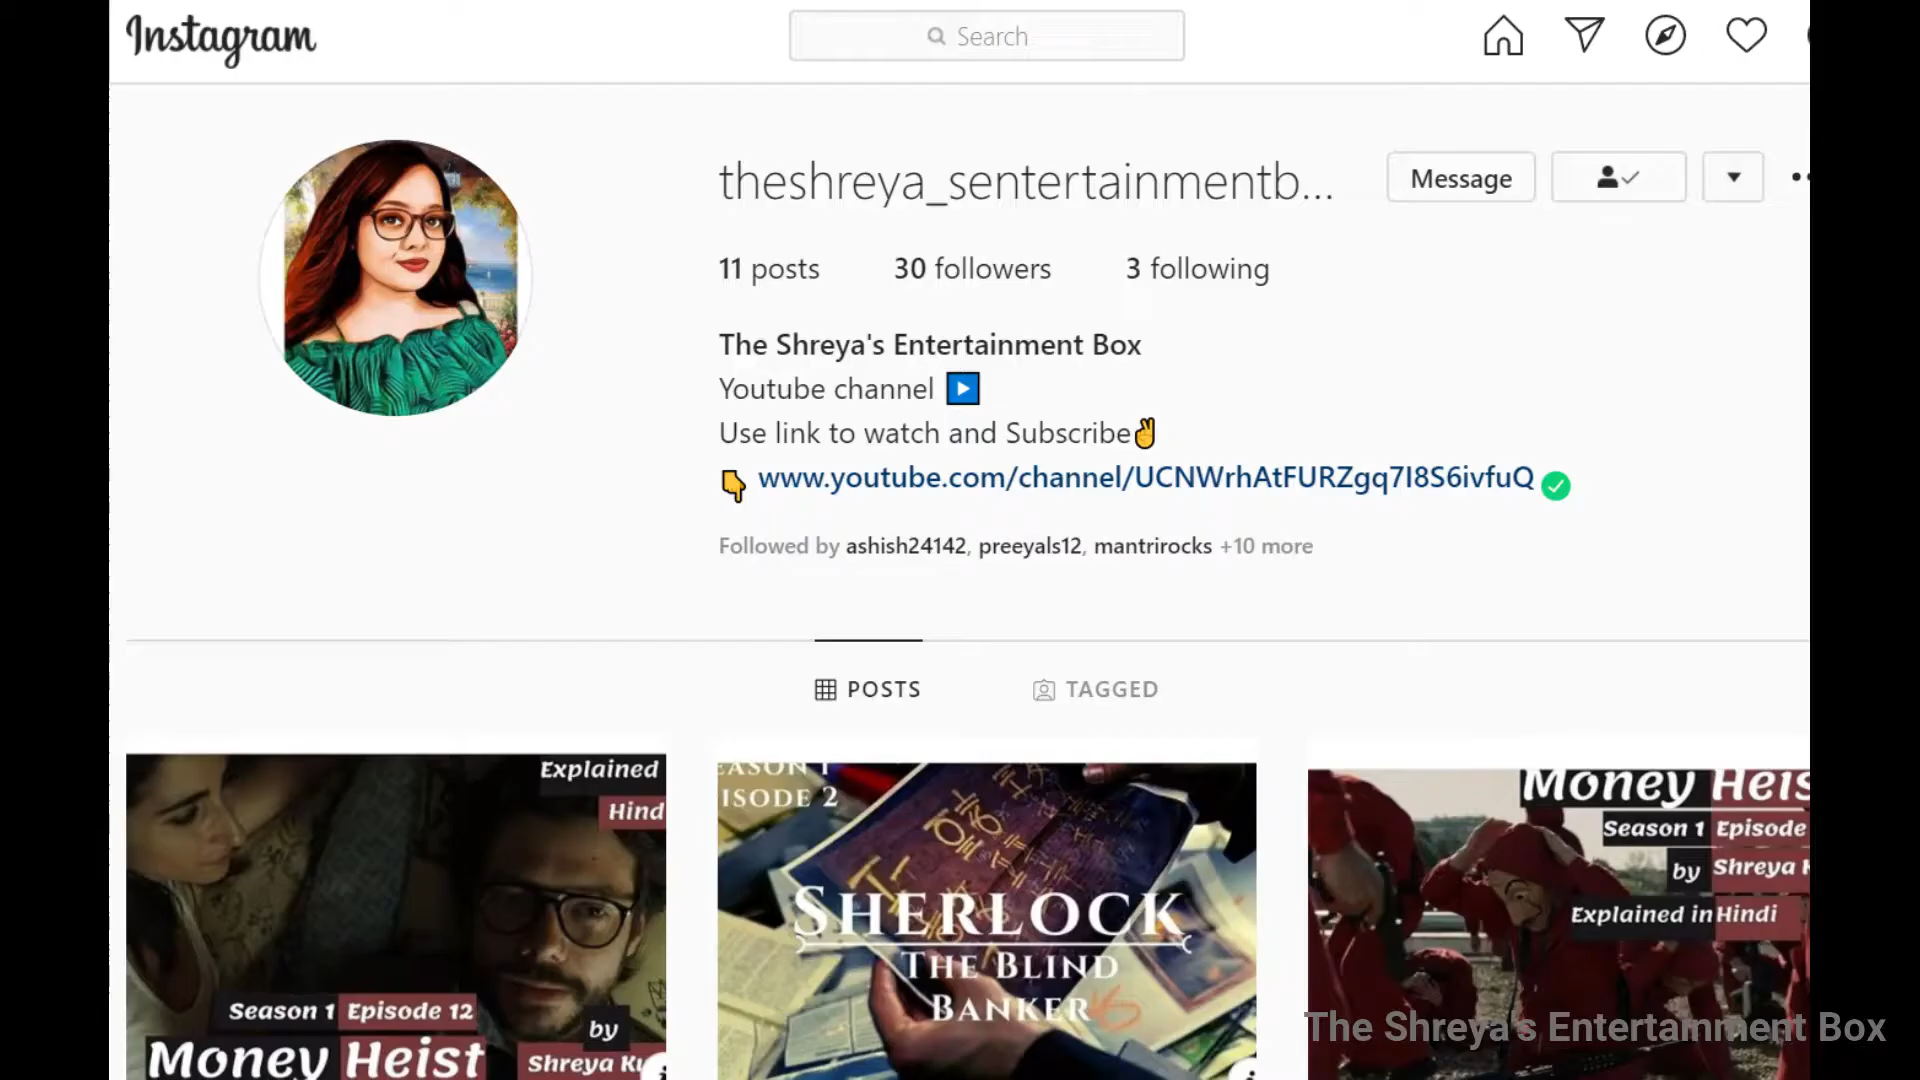 Instagram
Search
theshreya_sentertainmentb...
Message
11 posts 30 followers 3 following
The Shreya's Entertainment Box
Youtube channel
Use link to watch and Subscribe
www.youtube.com/channel/UCNWrhAtFURZgq7I8S6ivfuQ
Followed by ashish24142, preeyals12, mantrirocks +10 more
POSTS
TAGGED
Explained
Hind
Season 1 Episode 12
by
Money Heist
Shreya Ku
EASON 1
ISODE 2
SHERLOCK
THE BLIND
BANKER
Money Heis
Season 1 Episode
by Shreya K
Explained in Hindi
The Shreya's Entertainment Box